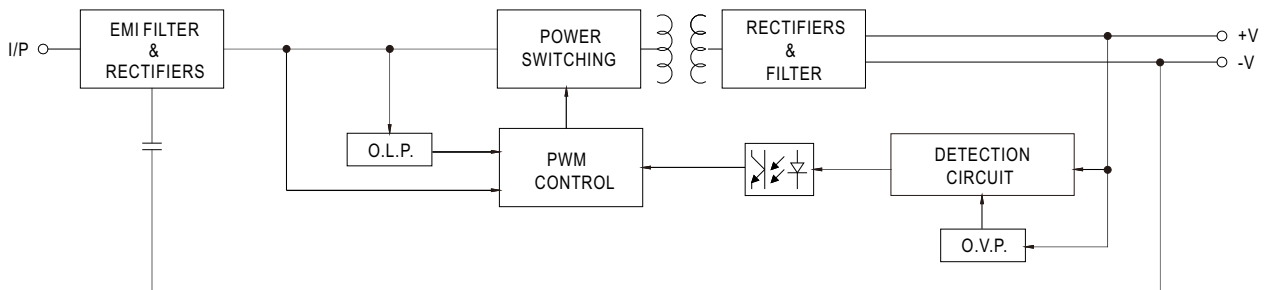 I/P
EMI FILTER
&
RECTIFIERS
POWER
SWITCHING
RECTIFIERS
&
FILTER
+V
-V
O.L.P.
PWM
CONTROL
DETECTION
CIRCUIT
O.V.P.